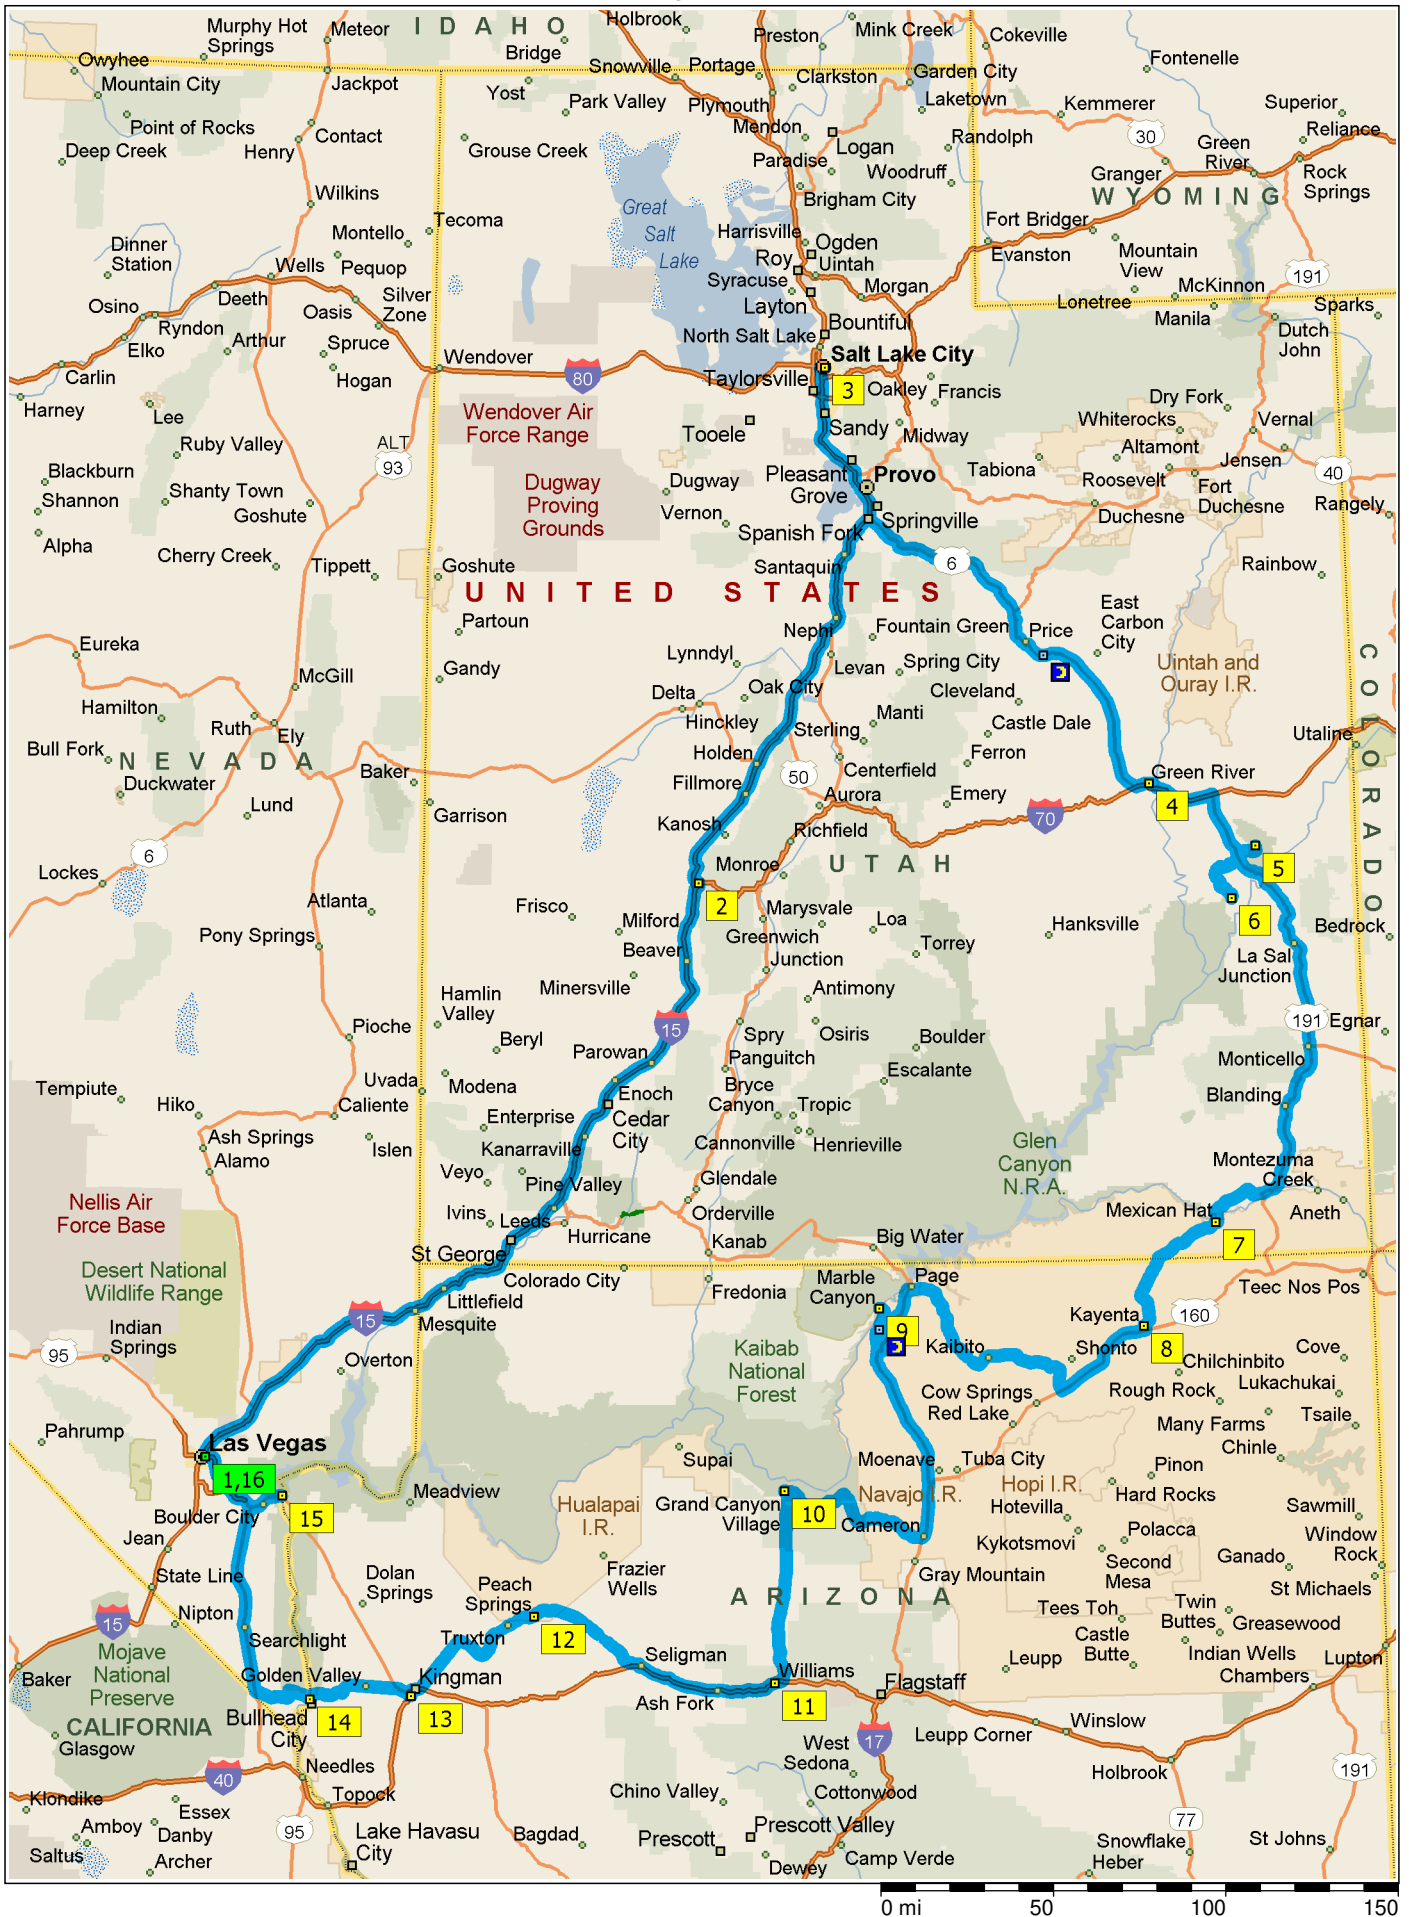 I D A H O
Holbrook
Murphy Hot
Springs
Meteor
Bridge
Preston
Mink Creek
Cokeville
Owyhee
Mountain City
Jackpot
Snowville
Portage
Clarkston
Garden City
Fontenelle
Yost
Park Valley
Plymouth
Laketown
Kemmerer
Superior
Point of Rocks
Contact
Mendon
Logan
Randolph
30
Reliance
Deep Creek
Henry
Grouse Creek
Paradise
Woodruff
Granger
Green
River
Rock
Springs
Wilkins
Brigham City
W Y O M I N G
Tecoma
Great
Salt
Lake
Harrisville
Fort Bridger
Montello
Ogden
Dinner
Station
Roy
Uintah
Evanston
Mountain
View
Wells
Pequop
Syracuse
Morgan
191
Deeth
Silver
Zone
Layton
McKinnon
Osino
Oasis
Lonetree
Manila
Sparks
Ryndon
Arthur
Spruce
Bountiful
North Salt Lake
Dutch
John
Elko
Wendover
Salt Lake City
Carlin
Hogan
80
Taylorsville
3
Oakley
Francis
Harney
Lee
Wendover Air
Force Range
Tooele
Sandy
Midway
Dry Fork
Whiterocks
Vernal
Ruby Valley
ALT
93
Altamont
Blackburn
Shannon
Shanty Town
Goshute
Dugway
Proving
Grounds
Dugway
Pleasant
Grove
Provo
Tabiona
Roosevelt
Jensen
40
Fort
Duchesne
Rangely
Vernon
Springville
Duchesne
Alpha
Spanish Fork
Cherry Creek
Tippett
Goshute
Santaquin
6
Rainbow
U N I T E D   S T A T E S
Partoun
Nephi
Fountain Green
Price
East
Carbon
City
Eureka
Lynndyl
Gandy
Levan
Spring City
Uintah and
Ouray I.R.
McGill
Delta
Oak City
Cleveland
Hamilton
Ruth
Hinckley
Manti
Castle Dale
Ely
Sterling
Bull Fork
N E V A D A
Holden
Ferron
Utaline
Baker
Fillmore
50
Centerfield
Green River
Duckwater
Lund
Garrison
Aurora
Emery
4
C O L O R A D O
Kanosh
Richfield
70
6
Monroe
U T A H
5
Lockes
Atlanta
Frisco
2
Marysvale
Loa
Hanksville
6
Bedrock
Milford
Greenwich
Pony Springs
Beaver
Junction
Torrey
La Sal
Junction
Minersville
Antimony
Hamlin
Valley
Pioche
Beryl
15
Spry
Osiris
Boulder
191
Egnar
Parowan
Panguitch
Monticello
Tempiute
Uvada
Modena
Bryce
Canyon
Escalante
Hiko
Caliente
Enoch
Blanding
Enterprise
Cedar
City
Tropic
Ash Springs
Islen
Kanarraville
Cannonville
Henrieville
Glen
Canyon
N.R.A.
Alamo
Veyo
Pine Valley
Glendale
Montezuma
Creek
Nellis Air
Force Base
Ivins
Leeds
Orderville
Mexican Hat
Aneth
Hurricane
Kanab
Big Water
7
St George
Desert National
Wildlife Range
Colorado City
Marble
Canyon
Page
Littlefield
Fredonia
Teec Nos Pos
15
Mesquite
Kayenta
160
Indian
Springs
9
95
Overton
Kaibab
National
Forest
Kaibito
Shonto
8
Chilchinbito
Cove
Cow Springs
Rough Rock
Lukachukai
Red Lake
Many Farms
Tsaile
Pahrump
Las Vegas
Supai
Moenave
Tuba City
Chinle
1,16
Meadview
Hualapai
I.R.
Grand Canyon
Village
10
Navajo I.R.
Hopi I.R.
Pinon
Hard Rocks
Boulder City
15
Cameron
Hotevilla
Sawmill
Jean
Kykotsmovi
Polacca
Window
Rock
State Line
Dolan
Springs
Peach
Springs
Frazier
Wells
Gray Mountain
Second
Mesa
Ganado
St Michaels
A R I Z O N A
15
Nipton
12
Tees Toh
Twin
Buttes
Greasewood
Searchlight
Truxton
Castle
Butte
Mojave
National
Preserve
Seligman
Indian Wells
Baker
Golden Valley
Kingman
Williams
Flagstaff
Leupp
Chambers
Lupton
CALIFORNIA
Bullhead
City
14
13
Ash Fork
11
Glasgow
West
Sedona
17
Leupp Corner
Winslow
40
Needles
Holbrook
191
Klondike
Topock
Chino Valley
Cottonwood
Essex
Amboy
Danby
95
Lake Havasu
City
Bagdad
Prescott
Prescott Valley
77
Saltus
Archer
Dewey
Camp Verde
Snowflake
Heber
St Johns
0 mi
50
100
150